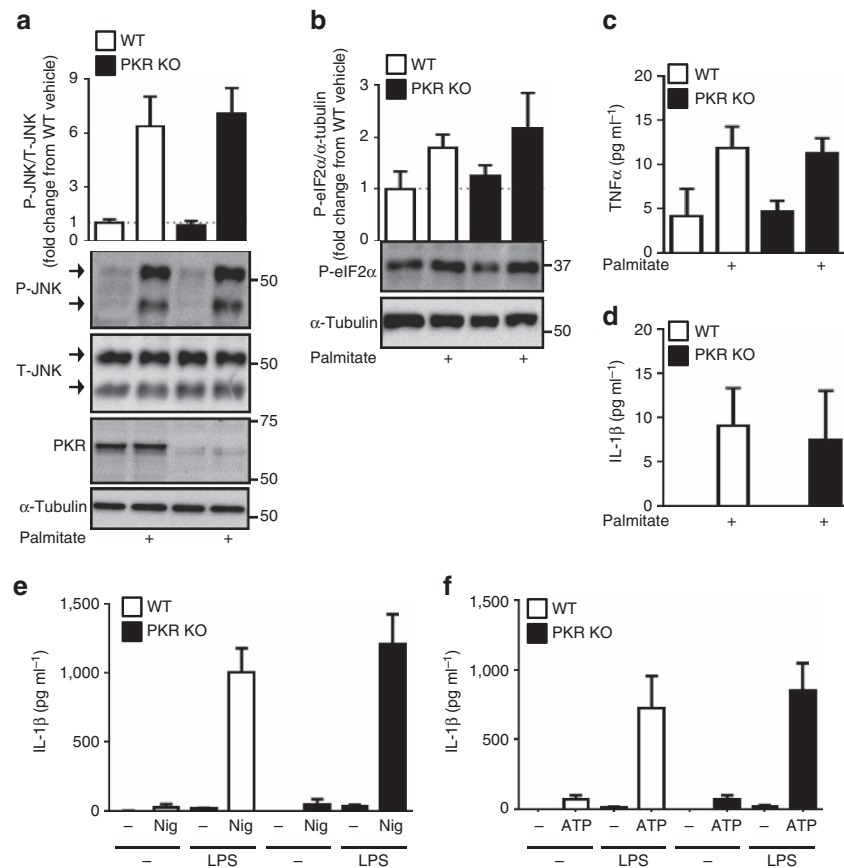 a
WT
PKR KO
P-JNK/T-JNK
(fold change from WT vehicle)
9
6
3
1
0
P-JNK
50
T-JNK
50
PKR
75
50
α-Tubulin
50
Palmitate + +
b
WT
PKR KO
P-eIF2α/α-tubulin
(fold change from WT vehicle)
3
2
1
0
P-eIF2α
37
α-Tubulin
50
Palmitate + +
c
WT
PKR KO
TNFα (pg ml⁻¹)
20
15
10
5
0
Palmitate + +
d
WT
PKR KO
IL-1β (pg ml⁻¹)
20
15
10
5
0
Palmitate + +
e
WT
PKR KO
IL-1β (pg ml⁻¹)
1,500
1,000
500
0
– Nig – Nig – Nig – Nig
– LPS – LPS
f
WT
PKR KO
IL-1β (pg ml⁻¹)
1,500
1,000
500
0
– ATP – ATP – ATP – ATP
– LPS – LPS